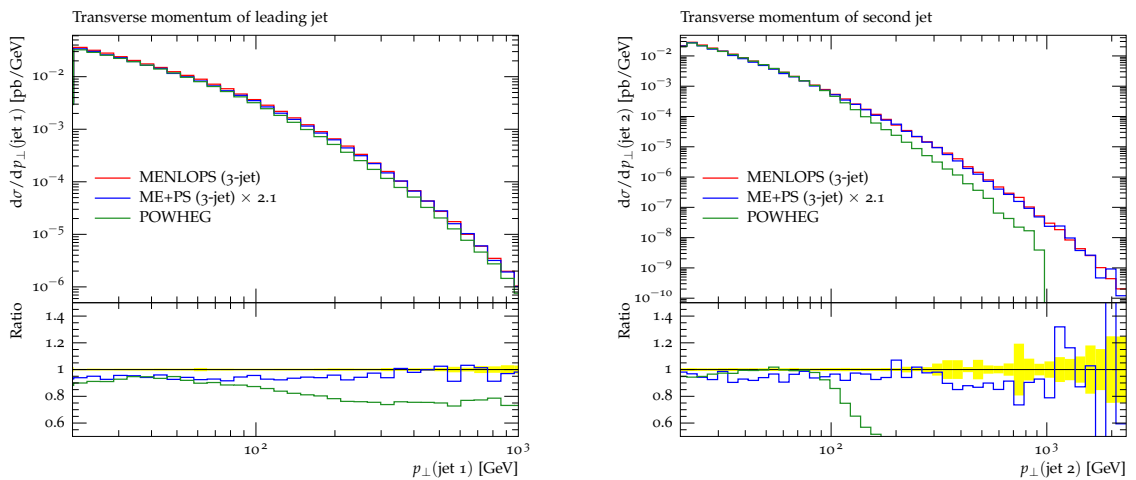 Transverse momentum of leading jet
dσ/dp⊥(jet 1) [pb/GeV]
10⁻²
10⁻³
10⁻⁴
10⁻⁵
10⁻⁶
MENLOPS (3-jet)
ME+PS (3-jet) × 2.1
POWHEG
Ratio
1.4
1.2
1
0.8
0.6
10²
10³
p⊥(jet 1) [GeV]
Transverse momentum of second jet
dσ/dp⊥(jet 2) [pb/GeV]
10⁻²
10⁻³
10⁻⁴
10⁻⁵
10⁻⁶
10⁻⁷
10⁻⁸
10⁻⁹
10⁻¹⁰
MENLOPS (3-jet)
ME+PS (3-jet) × 2.1
POWHEG
Ratio
1.4
1.2
1
0.8
0.6
10²
10³
p⊥(jet 2) [GeV]